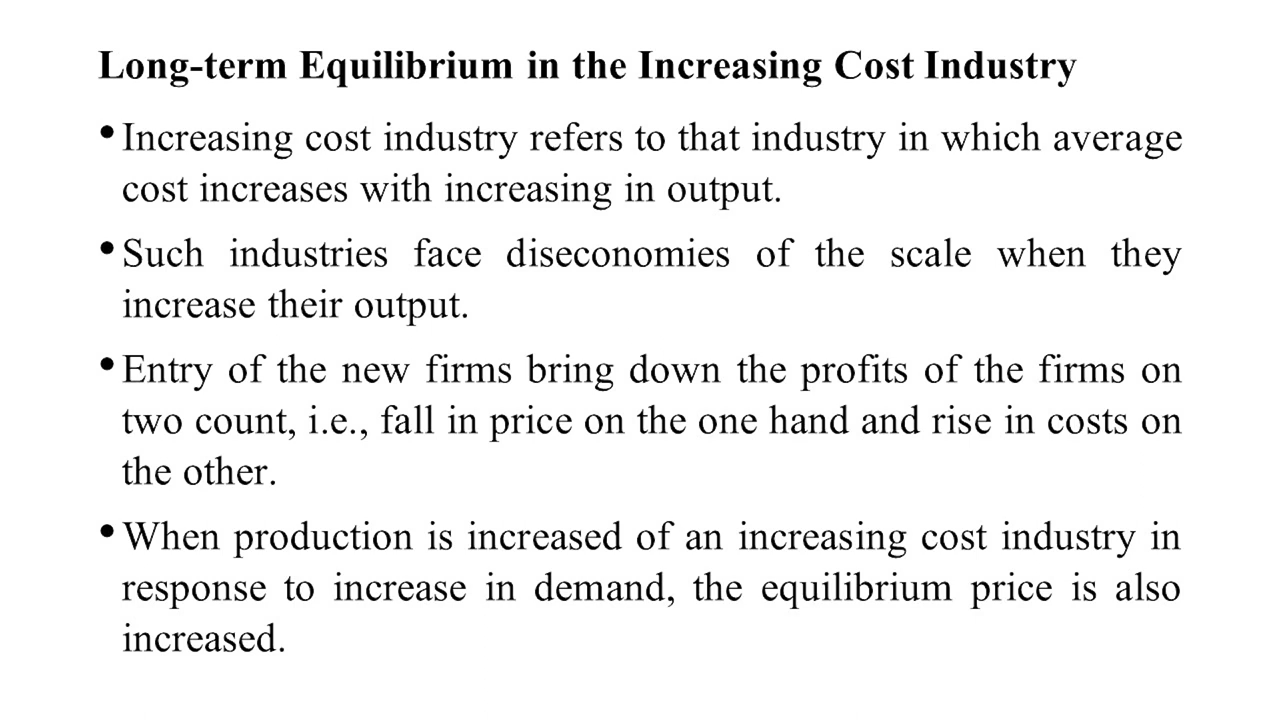 Long-term Equilibrium in the Increasing Cost Industry
• Increasing cost industry refers to that industry in which average
cost increases with increasing in output.
• Such industries face diseconomies of the scale when they
increase their output.
• Entry of the new firms bring down the profits of the firms on
two count, i.e., fall in price on the one hand and rise in costs on
the other.
• When production is increased of an increasing cost industry in
response to increase in demand, the equilibrium price is also
increased.